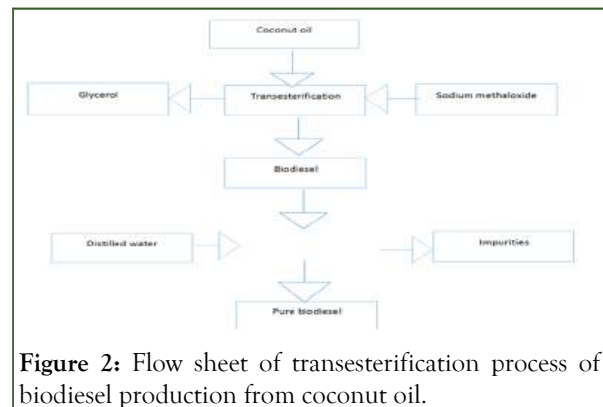 Coconut oil
Glycerol
Transesterification
Sodium methaloxide
Biodiesel
Distilled water
Impurities
Pure biodiesel
Figure 2: Flow sheet of transesterification process of
biodiesel production from coconut oil.